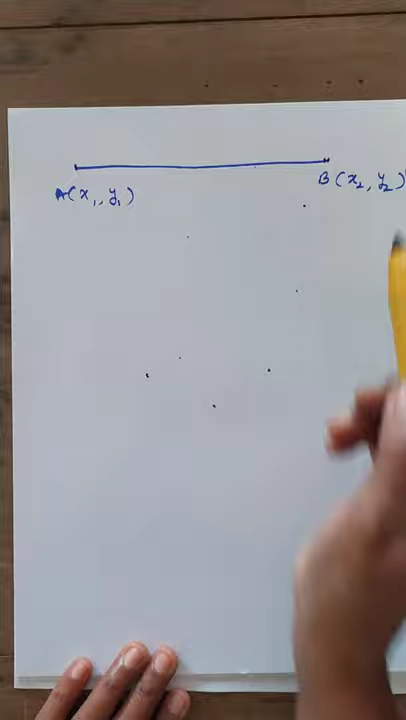 A(x₁, y₁)
B(x₂, y₂)